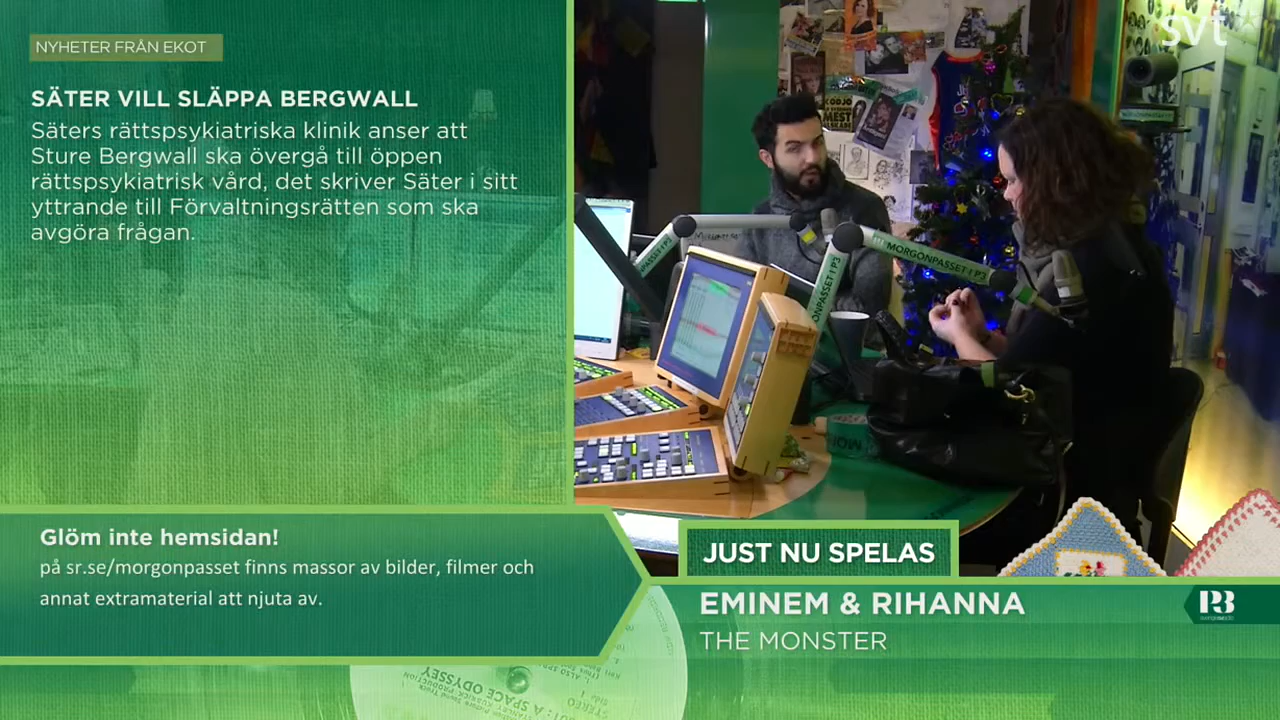 NYHETER FRÅN EKOT
SÄTER VILL SLÄPPA BERGWALL
Säters rättspsykiatriska klinik anser att
Sture Bergwall ska övergå till öppen
rättspsykiatrisk vård, det skriver Säter i sitt
yttrande till Förvaltningsrätten som ska
avgöra frågan.
svt
KODJO
MEST
MORGONPASSET I P3
Glöm inte hemsidan!
på sr.se/morgonpasset finns massor av bilder, filmer och
annat extramaterial att njuta av.
JUST NU SPELAS
EMINEM & RIHANNA
THE MONSTER
P3
A SPACE ODYSSEY
STEREO